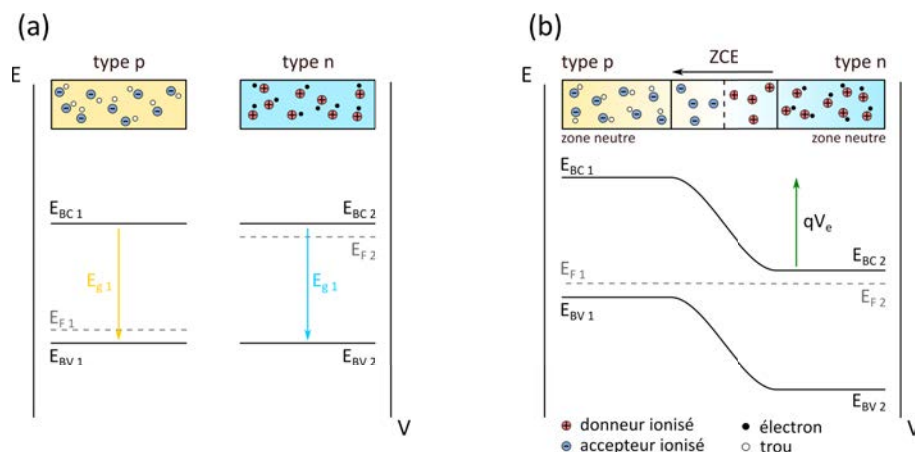 (a)
type p
type n
E
E_BC 1
E_BC 2
E_F 2
E_g 1
E_g 1
E_F 1
E_BV 1
E_BV 2
V
(b)
type p
ZCE
type n
E
zone neutre
zone neutre
E_BC 1
qV_e
E_BC 2
E_F 1
E_F 2
E_BV 1
E_BV 2
V
donneur ionisé
électron
accepteur ionisé
trou